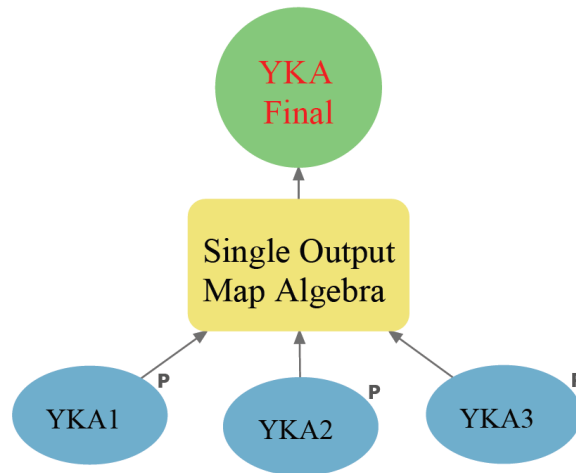 YKA
Final
Single Output
Map Algebra
P
P
YKA1
YKA2
YKA3